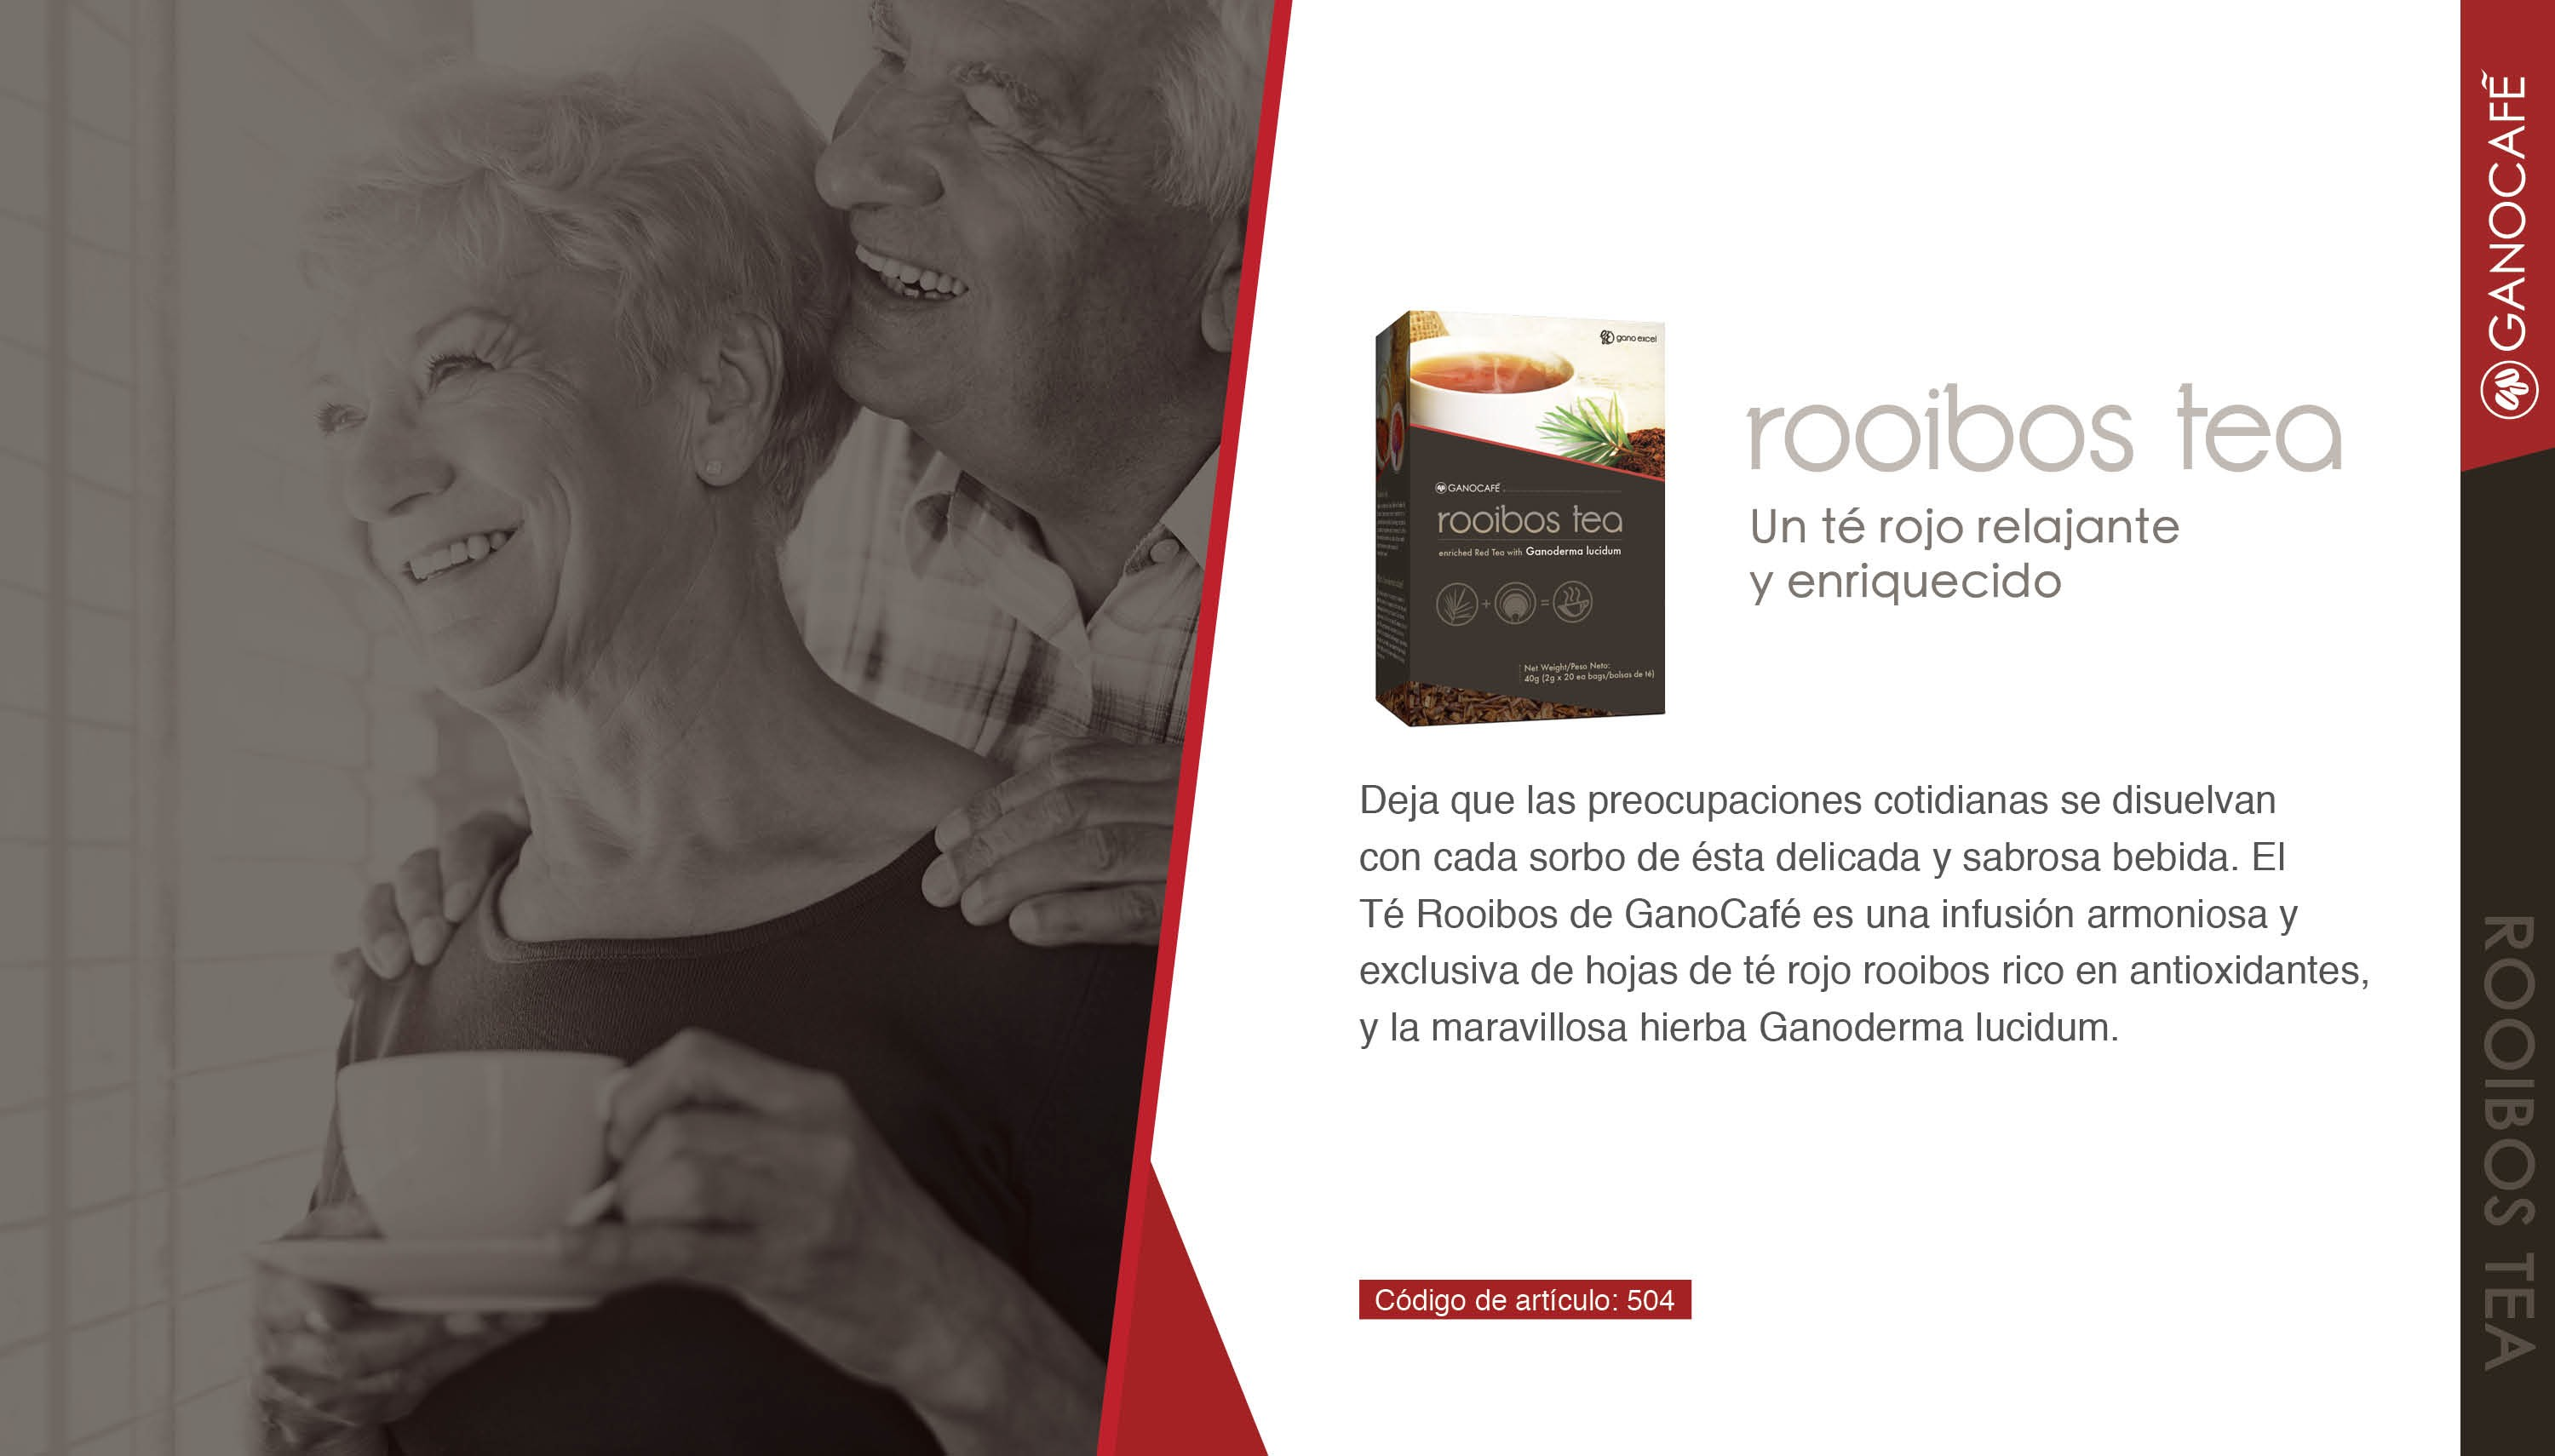 gano excel
GANOCAFÉ
rooibos tea
enriched Red Tea with Ganoderma lucidum
Net Weight/Peso Neto:
40g (2g x 20 ea bags/bolsas de té)
rooibos tea
Un té rojo relajante
y enriquecido
Deja que las preocupaciones cotidianas se disuelvan
con cada sorbo de ésta delicada y sabrosa bebida. El
Té Rooibos de GanoCafé es una infusión armoniosa y
exclusiva de hojas de té rojo rooibos rico en antioxidantes,
y la maravillosa hierba Ganoderma lucidum.
Código de artículo: 504
GANOCAFÉ
ROOIBOS TEA